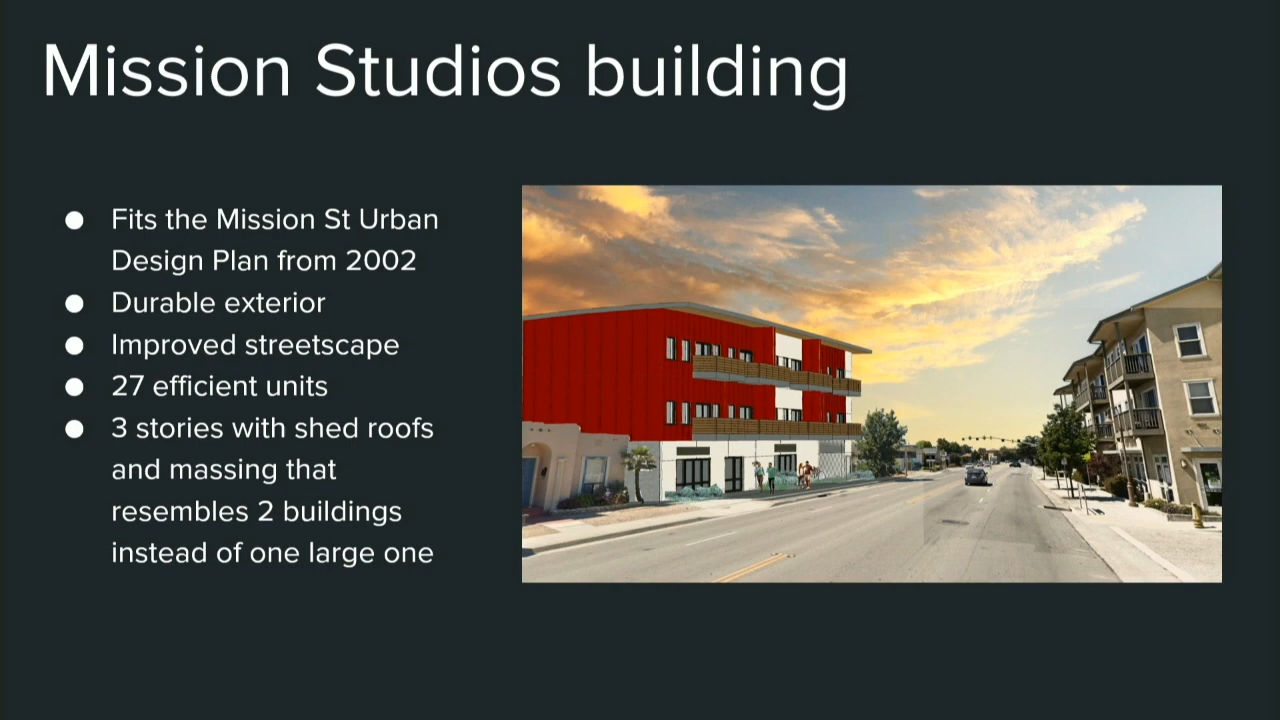 Mission Studios building
● Fits the Mission St Urban
Design Plan from 2002
● Durable exterior
● Improved streetscape
● 27 efficient units
● 3 stories with shed roofs
and massing that
resembles 2 buildings
instead of one large one